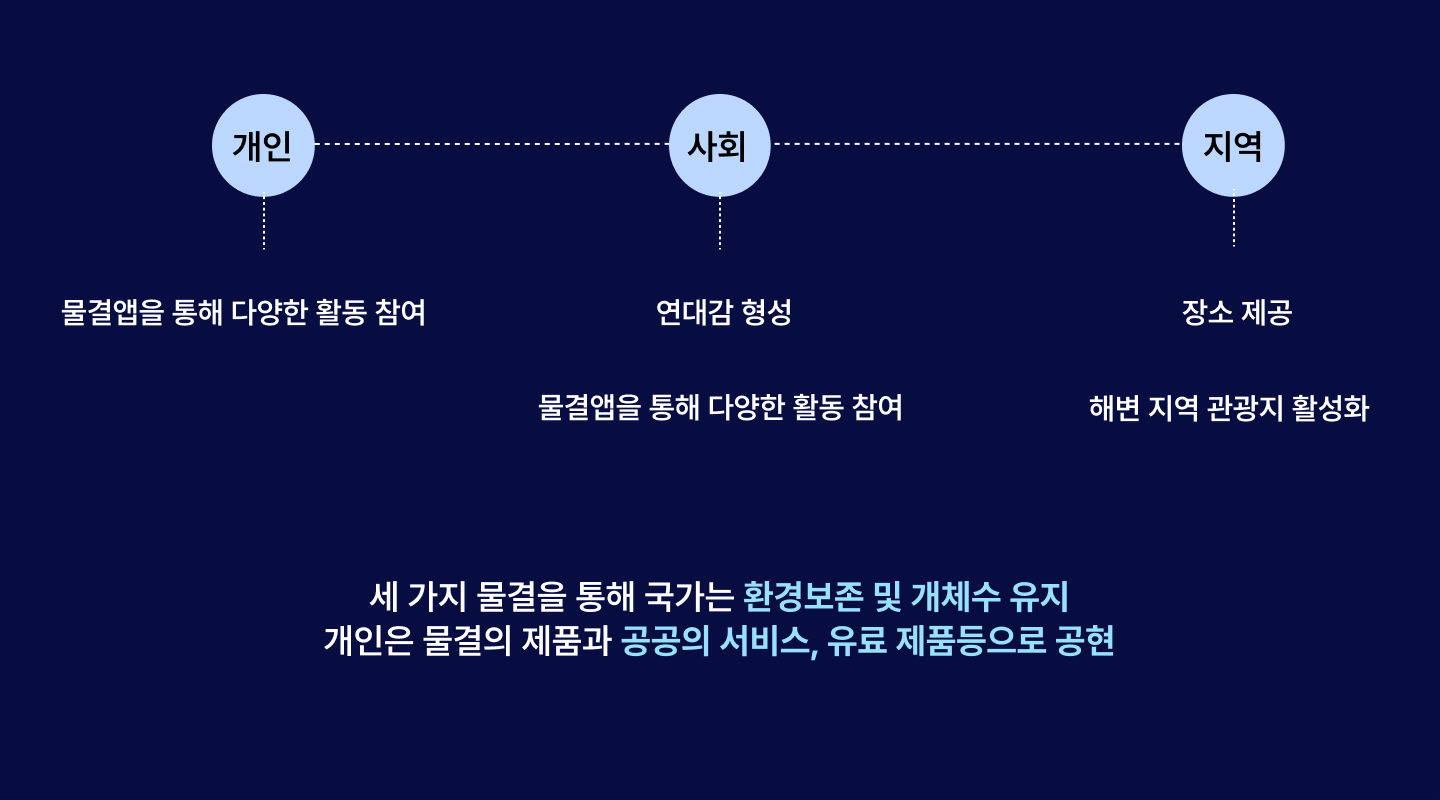 개인
사회
지역
물결앱을 통해 다양한 활동 참여
연대감 형성
장소 제공
물결앱을 통해 다양한 활동 참여
해변 지역 관광지 활성화
세 가지 물결을 통해 국가는 환경보존 및 개체수 유지
개인은 물결의 제품과 공공의 서비스, 유료 제품등으로 공헌